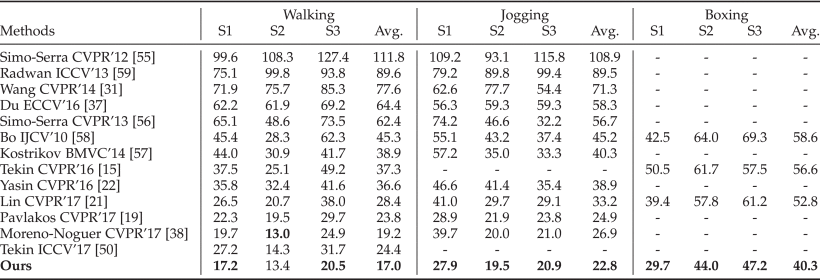 Walking Jogging Boxing
Methods S1 S2 S3 Avg. S1 S2 S3 Avg. S1 S2 S3 Avg.
Simo-Serra CVPR'12 [55] 99.6 108.3 127.4 111.8 109.2 93.1 115.8 108.9 - - - -
Radwan ICCV'13 [59] 75.1 99.8 93.8 89.6 79.2 89.8 99.4 89.5 - - - -
Wang CVPR'14 [31] 71.9 75.7 85.3 77.6 62.6 77.7 54.4 71.3 - - - -
Du ECCV'16 [37] 62.2 61.9 69.2 64.4 56.3 59.3 59.3 58.3 - - - -
Simo-Serra CVPR'13 [56] 65.1 48.6 73.5 62.4 74.2 46.6 32.2 56.7 - - - -
Bo IJCV'10 [58] 45.4 28.3 62.3 45.3 55.1 43.2 37.4 45.2 42.5 64.0 69.3 58.6
Kostrikov BMVC'14 [57] 44.0 30.9 41.7 38.9 57.2 35.0 33.3 40.3 - - - -
Tekin CVPR'16 [15] 37.5 25.1 49.2 37.3 - - - - 50.5 61.7 57.5 56.6
Yasin CVPR'16 [22] 35.8 32.4 41.6 36.6 46.6 41.4 35.4 38.9 - - - -
Lin CVPR'17 [21] 26.5 20.7 38.0 28.4 41.0 29.7 29.1 33.2 39.4 57.8 61.2 52.8
Pavlakos CVPR'17 [19] 22.3 19.5 29.7 23.8 28.9 21.9 23.8 24.9 - - - -
Moreno-Noguer CVPR'17 [38] 19.7 13.0 24.9 19.2 39.7 20.0 21.0 26.9 - - - -
Tekin ICCV'17 [50] 27.2 14.3 31.7 24.4 - - - - - - - -
Ours 17.2 13.4 20.5 17.0 27.9 19.5 20.9 22.8 29.7 44.0 47.2 40.3